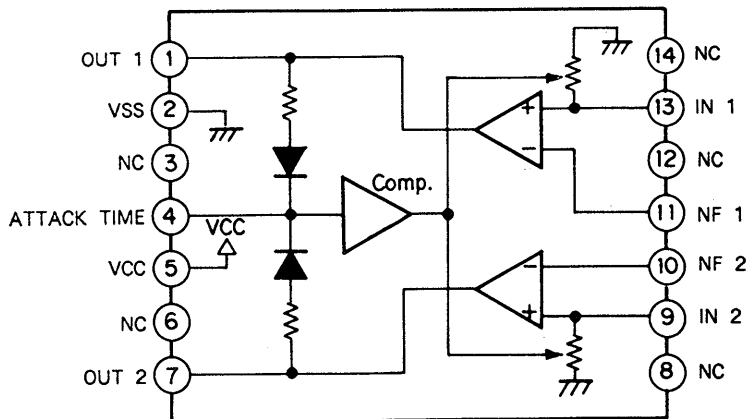 OUT 1 1
VSS 2
NC 3
ATTACK TIME 4
VCC
VCC 5
NC 6
OUT 2 7
Comp.
+
−
−
+
14 NC
13 IN 1
12 NC
11 NF 1
10 NF 2
9 IN 2
8 NC